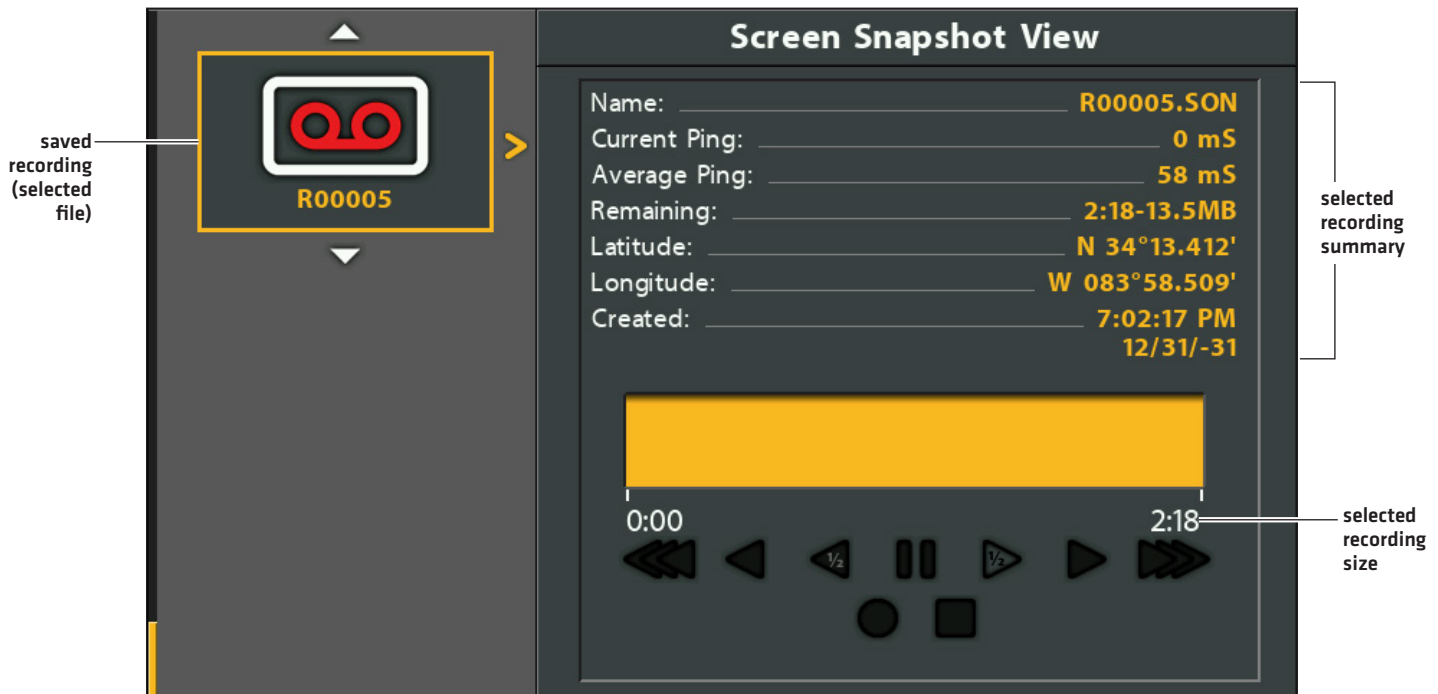 saved
recording
(selected
file)
R00005
Screen Snapshot View
Name: R00005.SON
Current Ping: 0 mS
Average Ping: 58 mS
Remaining: 2:18-13.5MB
Latitude: N 34°13.412'
Longitude: W 083°58.509'
Created: 7:02:17 PM
12/31/-31
selected
recording
summary
0:00 2:18
½ ½
selected
recording
size